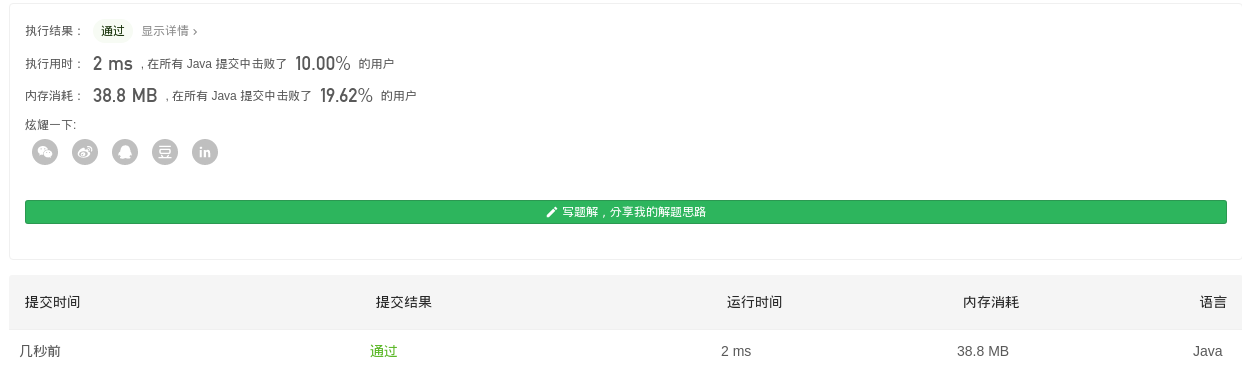 执行结果： 通过 显示详情 ›
执行用时： 2 ms , 在所有 Java 提交中击败了 10.00% 的用户
内存消耗： 38.8 MB , 在所有 Java 提交中击败了 19.62% 的用户
炫耀一下:
豆 in
写题解，分享我的解题思路
提交时间 提交结果 运行时间 内存消耗 语言
几秒前 通过 2 ms 38.8 MB Java